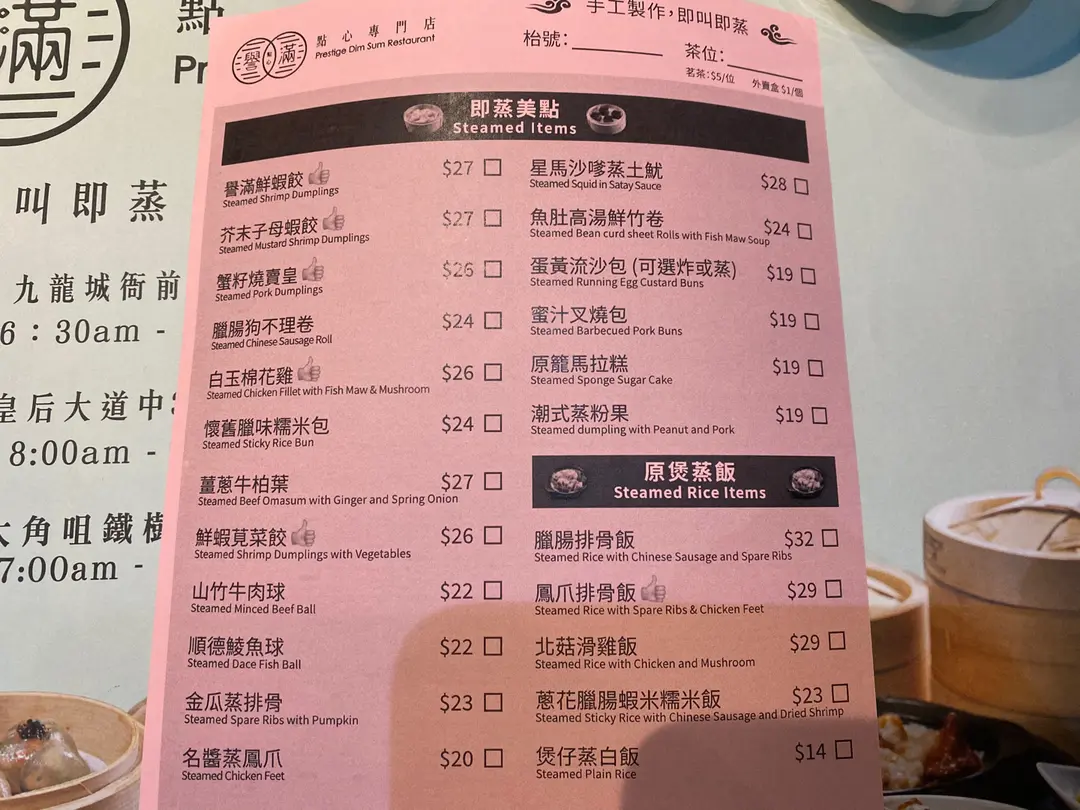 滿
點
Pr
叫即蒸
九龍城衙前
6：30am -
皇后大道中
8:00am -
大角咀鐵樹
7:00am -
譽滿
點心
點心專門店
Prestige Dim Sum Restaurant
手工製作，即叫即蒸
枱號：
茶位：
茗茶：$5/位
外賣盒 $1/個
即蒸美點
Steamed Items
譽滿鮮蝦餃 $27
Steamed Shrimp Dumplings
芥末子母蝦餃 $27
Steamed Mustard Shrimp Dumplings
蟹籽燒賣皇 $26
Steamed Pork Dumplings
臘腸狗不理卷 $24
Steamed Chinese Sausage Roll
白玉棉花雞 $26
Steamed Chicken Fillet with Fish Maw & Mushroom
懷舊臘味糯米包 $24
Steamed Sticky Rice Bun
薑蔥牛柏葉 $27
Steamed Beef Omasum with Ginger and Spring Onion
鮮蝦莧菜餃 $26
Steamed Shrimp Dumplings with Vegetables
山竹牛肉球 $22
Steamed Minced Beef Ball
順德鯪魚球 $22
Steamed Dace Fish Ball
金瓜蒸排骨 $23
Steamed Spare Ribs with Pumpkin
名醬蒸鳳爪 $20
Steamed Chicken Feet
星馬沙嗲蒸土魷 $28
Steamed Squid in Satay Sauce
魚肚高湯鮮竹卷 $24
Steamed Bean curd sheet Rolls with Fish Maw Soup
蛋黃流沙包 (可選炸或蒸) $19
Steamed Running Egg Custard Buns
蜜汁叉燒包 $19
Steamed Barbecued Pork Buns
原籠馬拉糕 $19
Steamed Sponge Sugar Cake
潮式蒸粉果 $19
Steamed dumpling with Peanut and Pork
原煲蒸飯
Steamed Rice Items
臘腸排骨飯 $32
Steamed Rice with Chinese Sausage and Spare Ribs
鳳爪排骨飯 $29
Steamed Rice with Spare Ribs & Chicken Feet
北菇滑雞飯 $29
Steamed Rice with Chicken and Mushroom
蔥花臘腸蝦米糯米飯 $23
Steamed Sticky Rice with Chinese Sausage and Dried Shrimp
煲仔蒸白飯 $14
Steamed Plain Rice